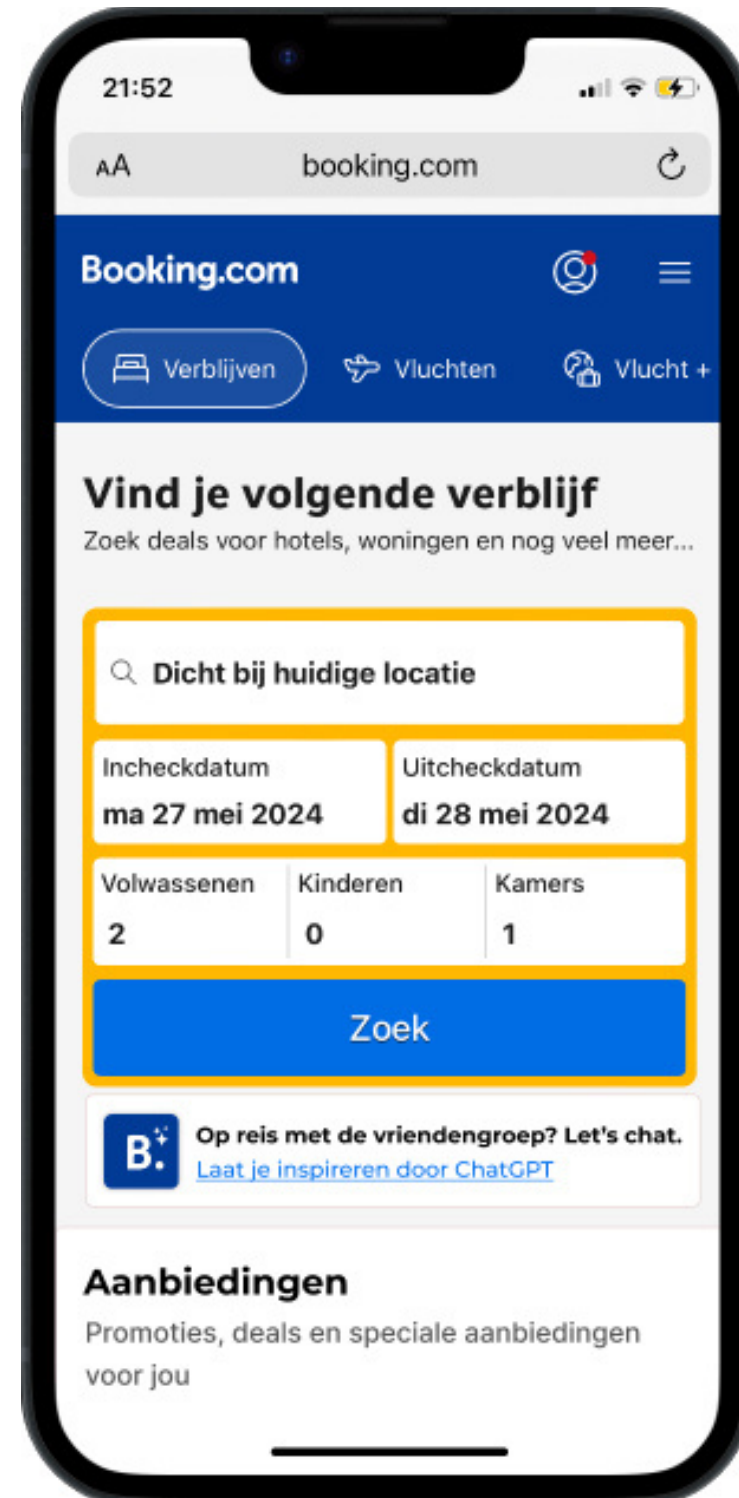 21:52
AA booking.com
Booking.com
Verblijven Vluchten Vlucht +
Vind je volgende verblijf
Zoek deals voor hotels, woningen en nog veel meer...
Dicht bij huidige locatie
Incheckdatum Uitcheckdatum
ma 27 mei 2024 di 28 mei 2024
Volwassenen Kinderen Kamers
2 0 1
Zoek
B. Op reis met de vriendengroep? Let's chat.
Laat je inspireren door ChatGPT
Aanbiedingen
Promoties, deals en speciale aanbiedingen
voor jou